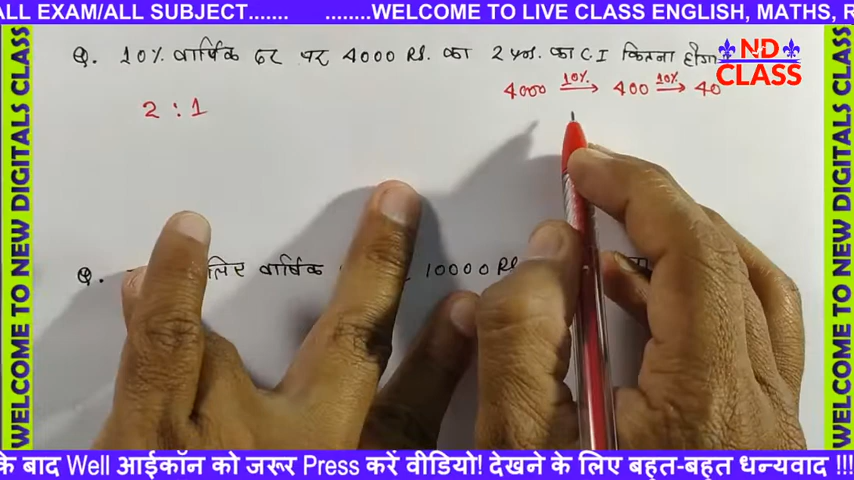 ALL EXAM/ALL SUBJECT....... ........WELCOME TO LIVE CLASS ENGLISH, MATHS, R
ND
CLASS
Q. 10% वार्षिक दर पर 4000 RS. का 2 का C.I कितना होगा
4000 10% 400 10% 40
2 : 1
Q. वार्षिक 10000 RS
WELCOME TO NEW DIGITALS CLASS
WELCOME TO NEW DIGITALS CLASS
के बाद Well आईकॉन को जरूर Press करें वीडियो! देखने के लिए बहुत-बहुत धन्यवाद !!!